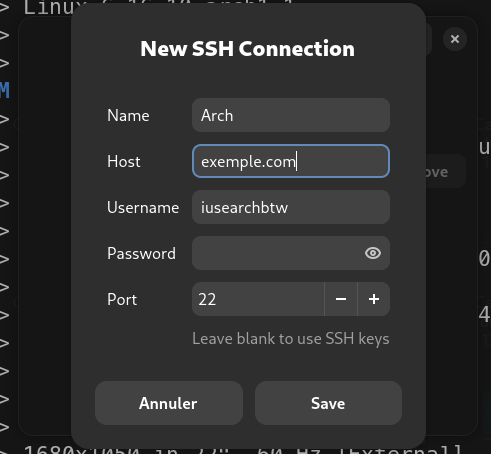 New SSH Connection
Name Arch
Host exemple.com
Username iusearchbtw
Password
Port 22 − +
Leave blank to use SSH keys
Annuler Save